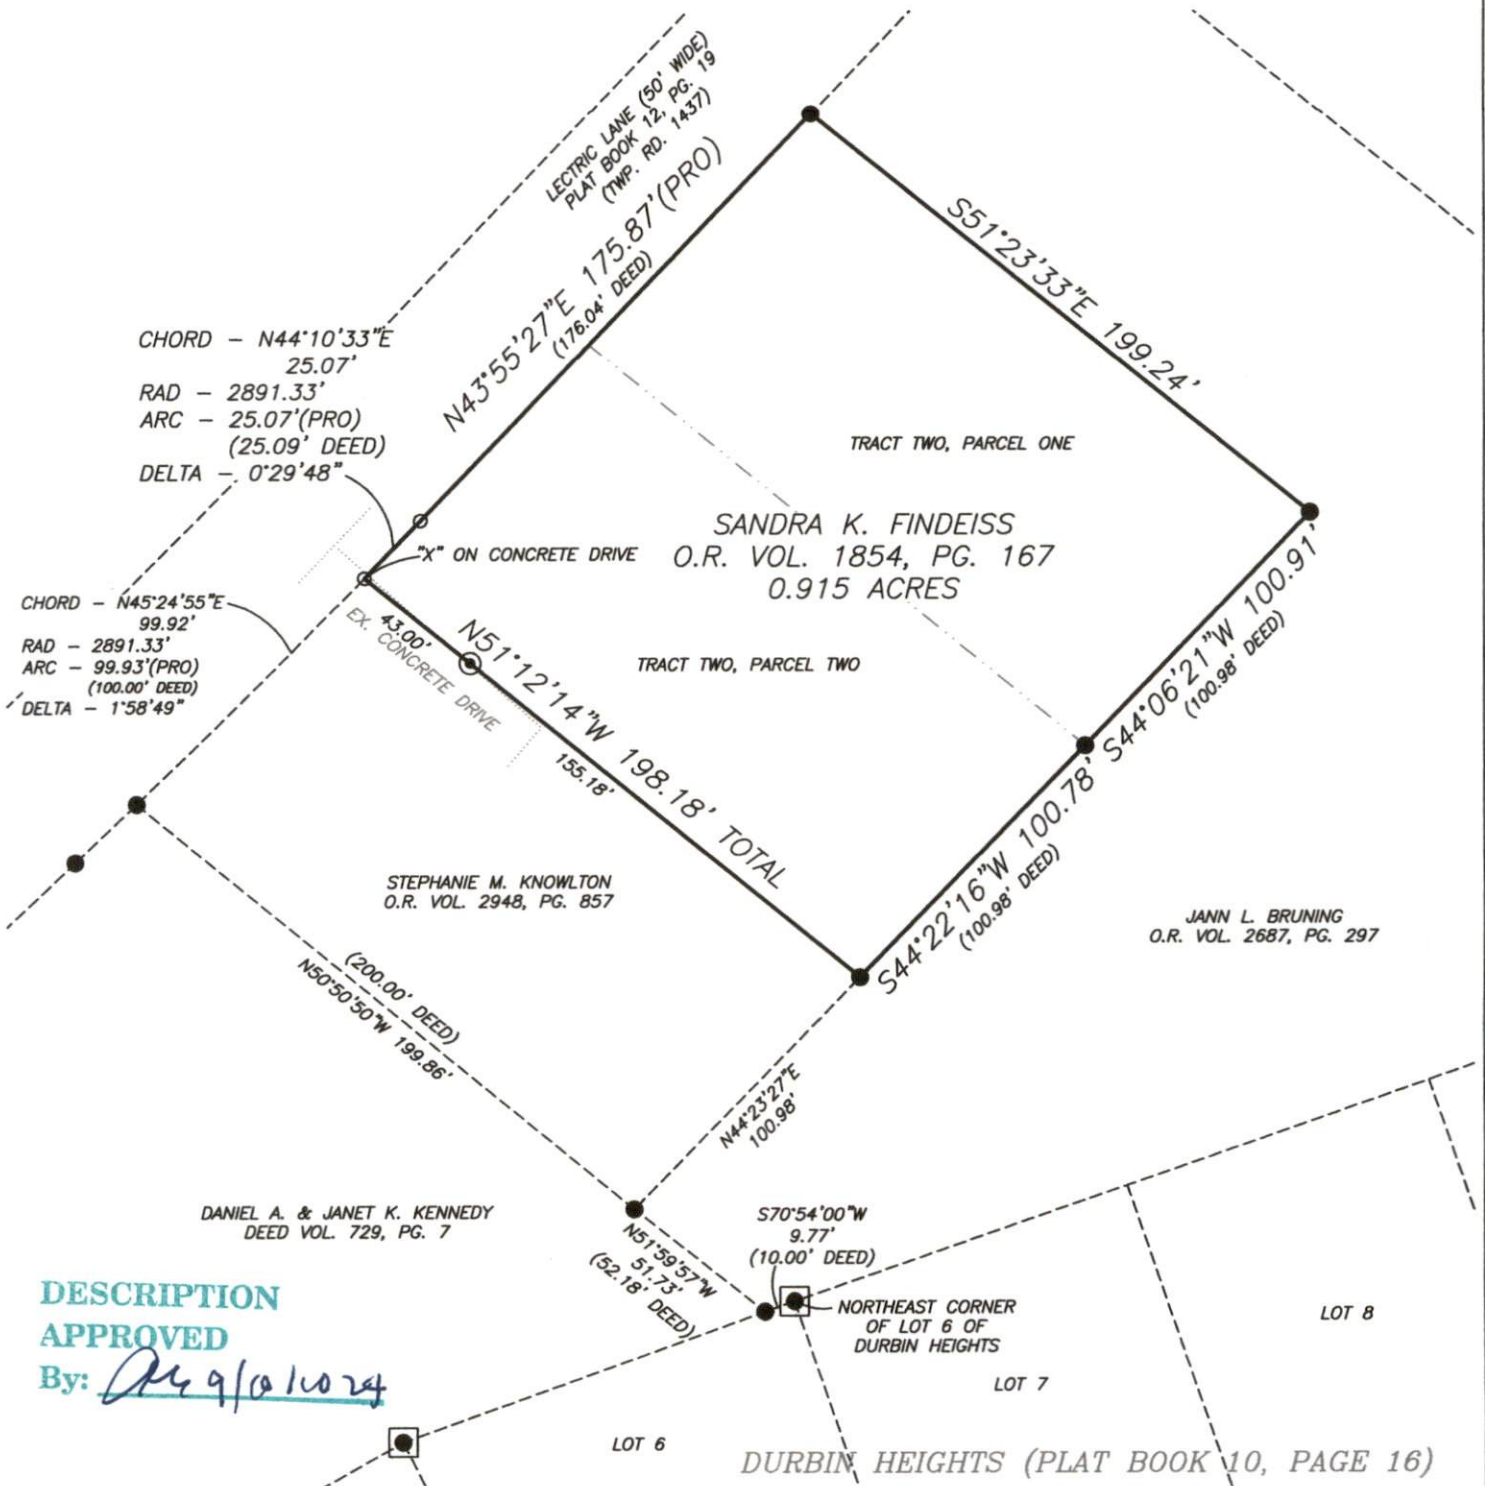 LECTRIC LANE (50' WIDE)
PLAT BOOK 12, PG. 19
(TWP. RD. 1437)
N43°55'27"E 175.87'(PRO)
(176.04' DEED)
S51°23'33"E 199.24'
CHORD - N44°10'33"E
25.07'
RAD - 2891.33'
ARC - 25.07'(PRO)
(25.09' DEED)
DELTA - 0°29'48"
TRACT TWO, PARCEL ONE
SANDRA K. FINDEISS
O.R. VOL. 1854, PG. 167
0.915 ACRES
"X" ON CONCRETE DRIVE
CHORD - N45°24'55"E
99.92'
RAD - 2891.33'
ARC - 99.93'(PRO)
(100.00' DEED)
DELTA - 1°58'49"
43.00'
EX. CONCRETE DRIVE
N51°12'14"W 198.18' TOTAL
155.18'
TRACT TWO, PARCEL TWO
S44°06'21"W 100.91'
(100.98' DEED)
S44°22'16"W 100.78'
(100.98' DEED)
STEPHANIE M. KNOWLTON
O.R. VOL. 2948, PG. 857
JANN L. BRUNING
O.R. VOL. 2687, PG. 297
(200.00' DEED)
N50°50'50"W 199.86'
N44°23'27"E
100.98'
DANIEL A. & JANET K. KENNEDY
DEED VOL. 729, PG. 7
N51°59'57"W
51.73'
(52.18' DEED)
S70°54'00"W
9.77'
(10.00' DEED)
NORTHEAST CORNER
OF LOT 6 OF
DURBIN HEIGHTS
LOT 8
LOT 7
LOT 6
DESCRIPTION
APPROVED
By:
DURBIN HEIGHTS (PLAT BOOK 10, PAGE 16)